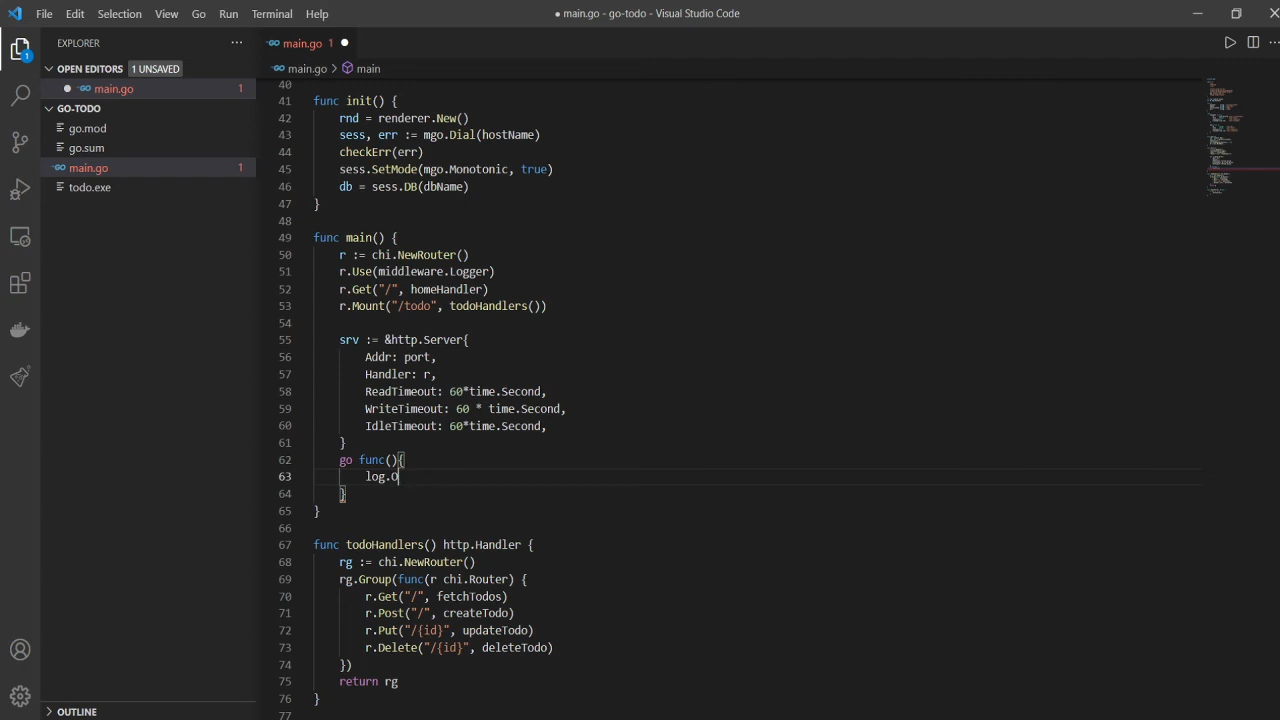 File Edit Selection View Go Run Terminal Help
● main.go - go-todo - Visual Studio Code
EXPLORER
main.go 1
OPEN EDITORS 1 UNSAVED
main.go > main
main.go 1
GO-TODO
go.mod
go.sum
main.go 1
todo.exe
OUTLINE
1
40
41 func init() {
42 rnd = renderer.New()
43 sess, err := mgo.Dial(hostName)
44 checkErr(err)
45 sess.SetMode(mgo.Monotonic, true)
46 db = sess.DB(dbName)
47 }
48
49 func main() {
50 r := chi.NewRouter()
51 r.Use(middleware.Logger)
52 r.Get("/", homeHandler)
53 r.Mount("/todo", todoHandlers())
54
55 srv := &http.Server{
56 Addr: port,
57 Handler: r,
58 ReadTimeout: 60*time.Second,
59 WriteTimeout: 60 * time.Second,
60 IdleTimeout: 60*time.Second,
61 }
62 go func(){
63 log.O
64 }
65 }
66
67 func todoHandlers() http.Handler {
68 rg := chi.NewRouter()
69 rg.Group(func(r chi.Router) {
70 r.Get("/", fetchTodos)
71 r.Post("/", createTodo)
72 r.Put("/{id}", updateTodo)
73 r.Delete("/{id}", deleteTodo)
74 })
75 return rg
76 }
77